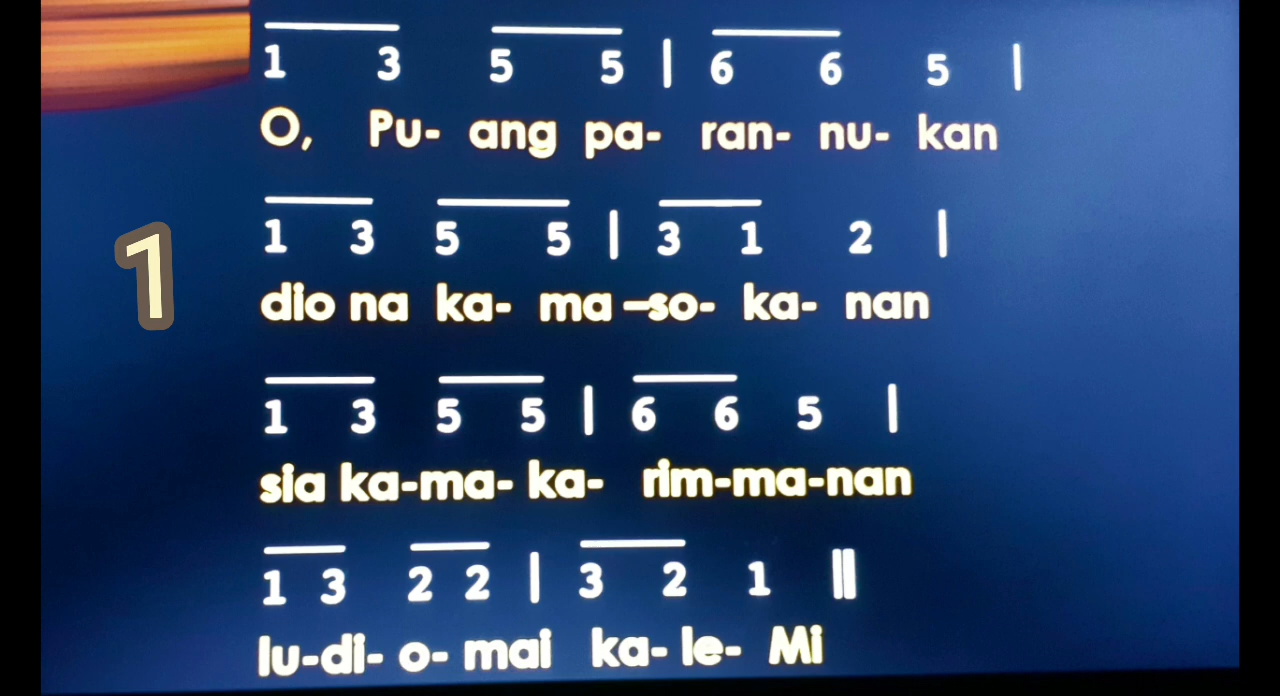 1 3 5 5 | 6 6 5 |
O, Pu- ang pa- ran- nu- kan
1 3 5 5 | 3 1 2 |
1
dio na ka- ma –so- ka- nan
1 3 5 5 | 6 6 5 |
sia ka-ma- ka- rim-ma-nan
1 3 2 2 | 3 2 1 ||
lu-di- o- mai ka- le- Mi